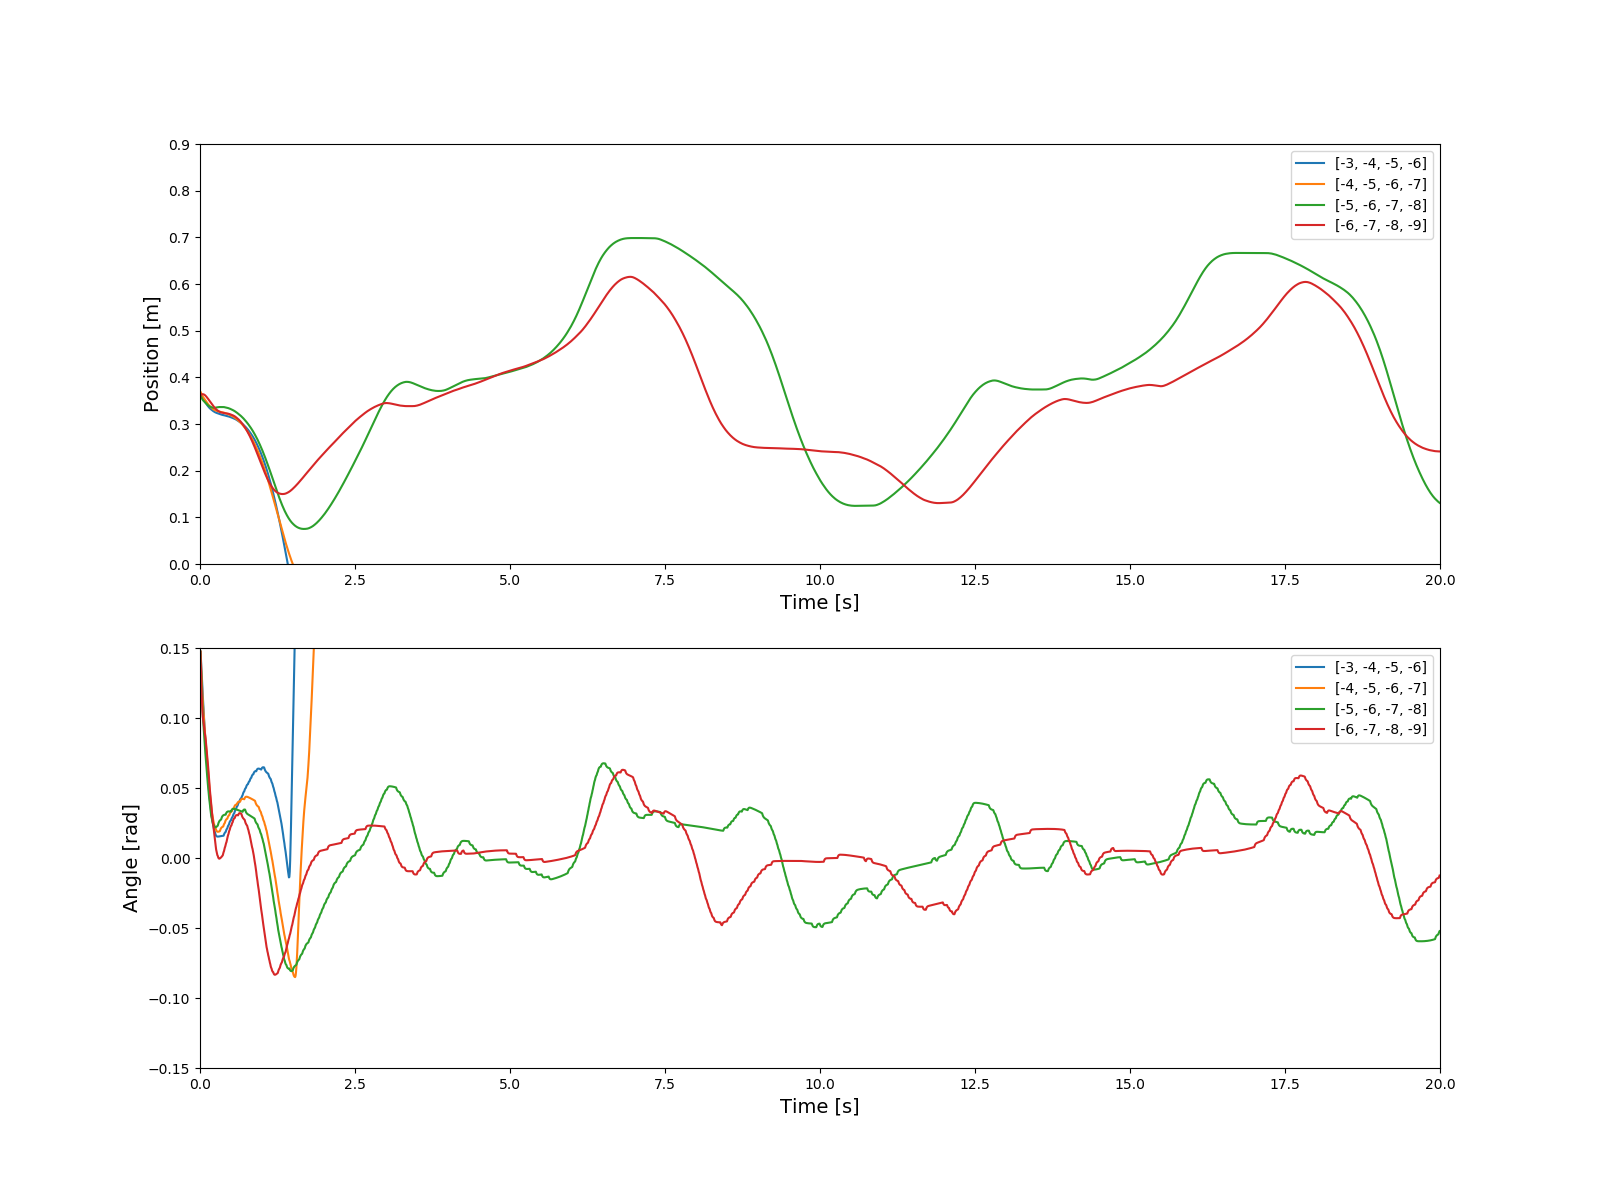 0.9
0.8
0.7
0.6
0.5
0.4
0.3
0.2
0.1
0.0
Position [m]
[-3, -4, -5, -6]
[-4, -5, -6, -7]
[-5, -6, -7, -8]
[-6, -7, -8, -9]
0.0 2.5 5.0 7.5 10.0 12.5 15.0 17.5 20.0
Time [s]
0.15
0.10
0.05
0.00
−0.05
−0.10
−0.15
Angle [rad]
[-3, -4, -5, -6]
[-4, -5, -6, -7]
[-5, -6, -7, -8]
[-6, -7, -8, -9]
0.0 2.5 5.0 7.5 10.0 12.5 15.0 17.5 20.0
Time [s]